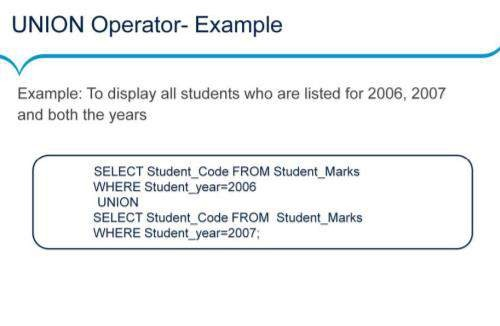 UNION Operator- Example
Example: To display all students who are listed for 2006, 2007
and both the years
SELECT Student_Code FROM Student_Marks
WHERE Student_year=2006
UNION
SELECT Student_Code FROM Student_Marks
WHERE Student_year=2007;